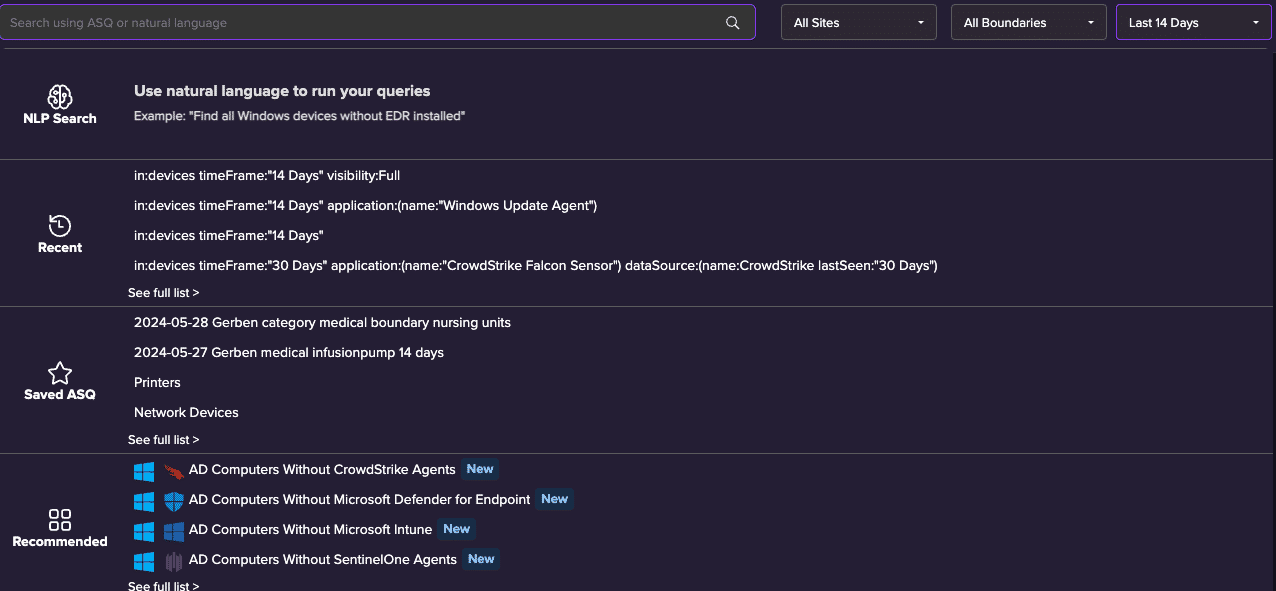 Search using ASQ or natural language
All Sites
All Boundaries
Last 14 Days
NLP Search
Use natural language to run your queries
Example: "Find all Windows devices without EDR installed"
Recent
in:devices timeFrame:"14 Days" visibility:Full
in:devices timeFrame:"14 Days" application:(name:"Windows Update Agent")
in:devices timeFrame:"14 Days"
in:devices timeFrame:"30 Days" application:(name:"CrowdStrike Falcon Sensor") dataSource:(name:CrowdStrike lastSeen:"30 Days")
See full list >
Saved ASQ
2024-05-28 Gerben category medical boundary nursing units
2024-05-27 Gerben medical infusionpump 14 days
Printers
Network Devices
See full list >
Recommended
AD Computers Without CrowdStrike Agents New
AD Computers Without Microsoft Defender for Endpoint New
AD Computers Without Microsoft Intune New
AD Computers Without SentinelOne Agents New
See full list >